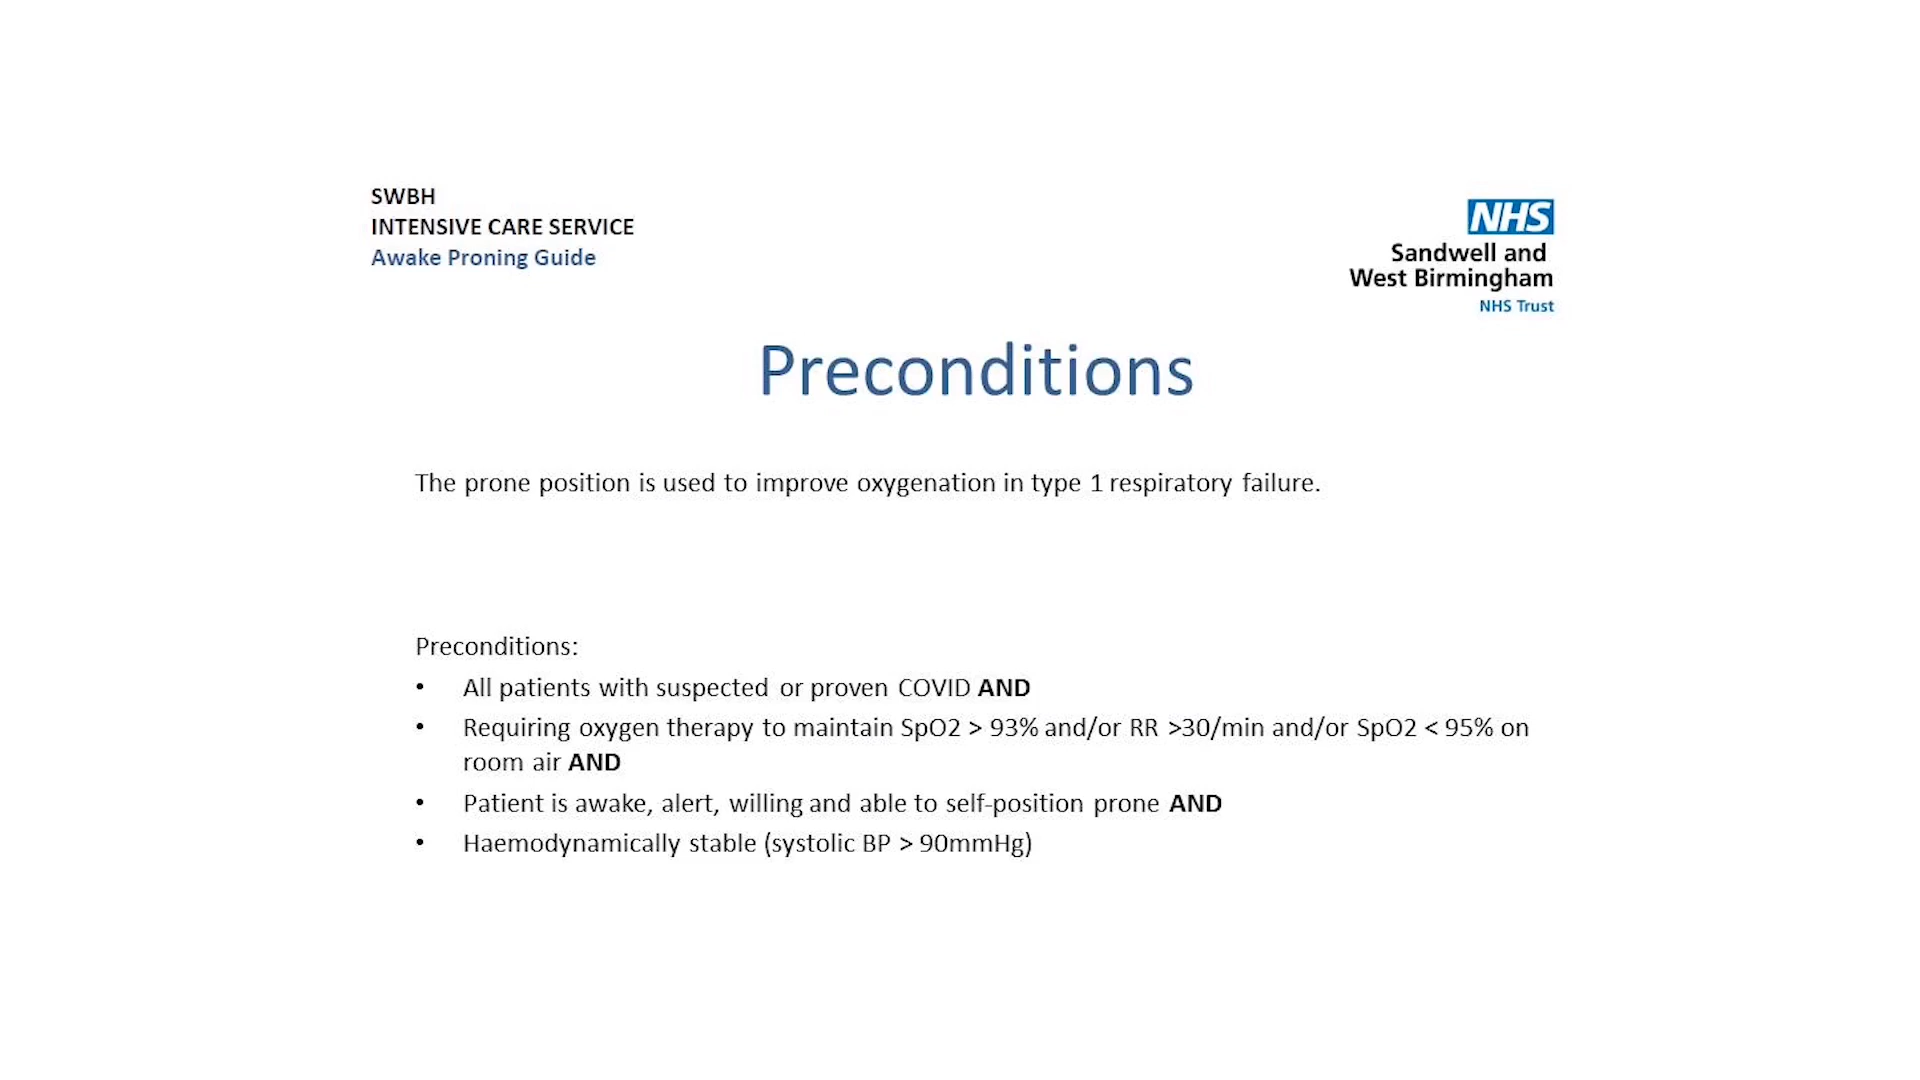 SWBH
INTENSIVE CARE SERVICE
Awake Proning Guide
NHS
Sandwell and
West Birmingham
NHS Trust
Preconditions
The prone position is used to improve oxygenation in type 1 respiratory failure.
Preconditions:
• All patients with suspected or proven COVID AND
• Requiring oxygen therapy to maintain SpO2 > 93% and/or RR >30/min and/or SpO2 < 95% on
room air AND
• Patient is awake, alert, willing and able to self-position prone AND
• Haemodynamically stable (systolic BP > 90mmHg)